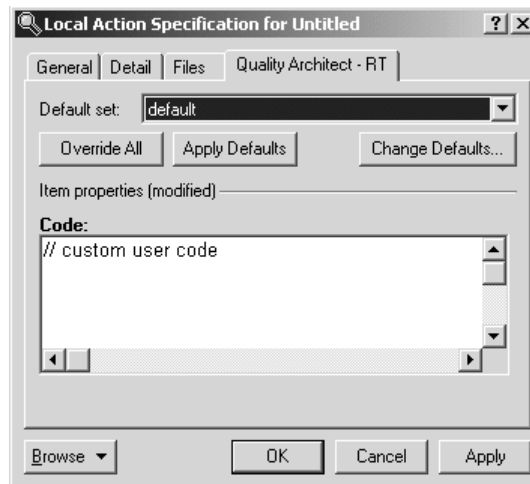 Local Action Specification for Untitled
General Detail Files Quality Architect - RT
Default set: default
Override All Apply Defaults Change Defaults...
Item properties (modified)
Code:
// custom user code
Browse OK Cancel Apply